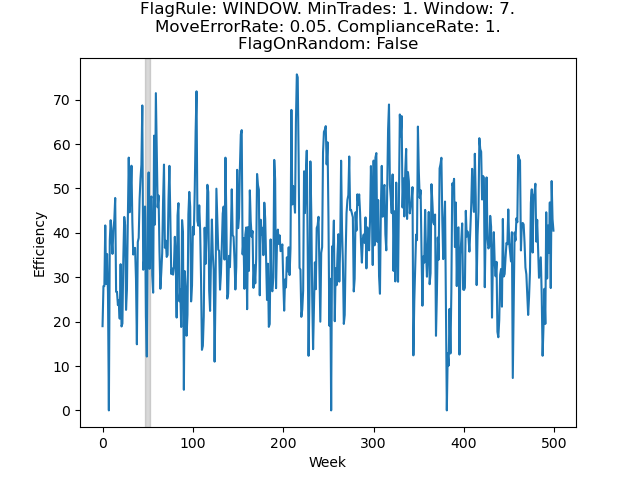 FlagRule: WINDOW. MinTrades: 1. Window: 7.
MoveErrorRate: 0.05. ComplianceRate: 1.
FlagOnRandom: False
70
60
50
40
30
20
10
0
Efficiency
0 100 200 300 400 500
Week